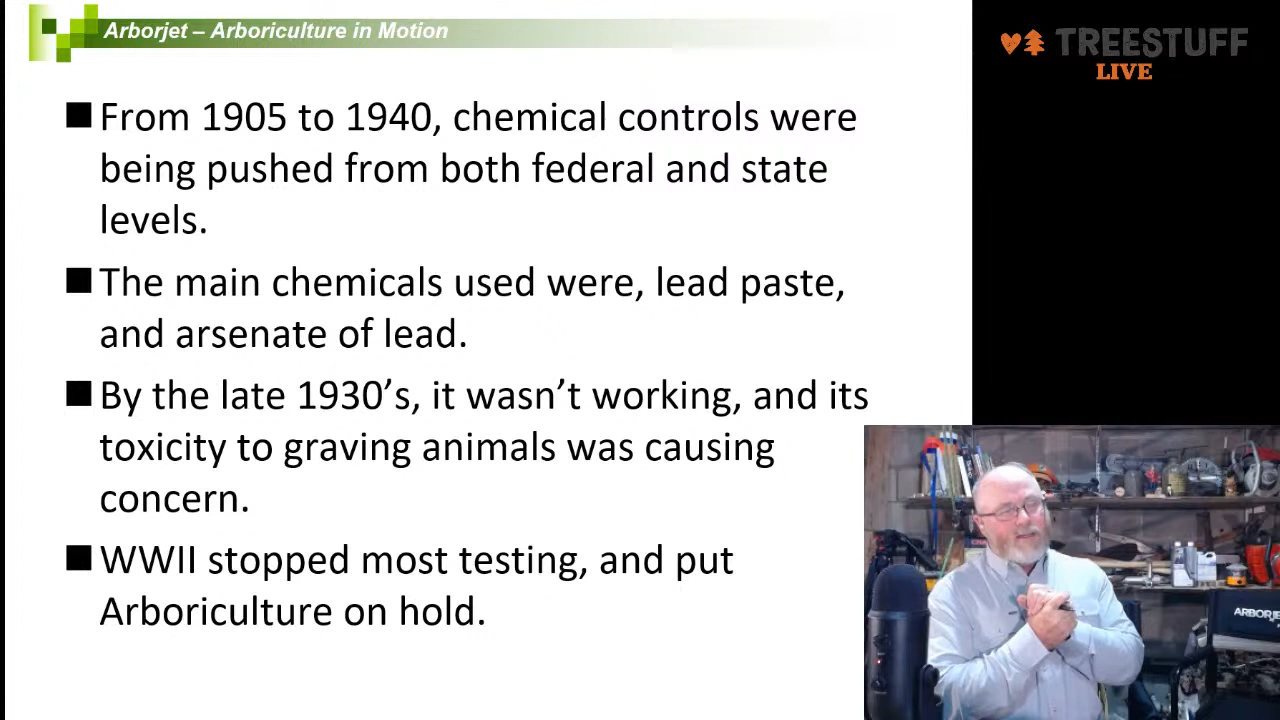 Arborjet – Arboriculture in Motion
TREESTUFF
LIVE
From 1905 to 1940, chemical controls were
being pushed from both federal and state
levels.
The main chemicals used were, lead paste,
and arsenate of lead.
By the late 1930’s, it wasn’t working, and its
toxicity to graving animals was causing
concern.
WWII stopped most testing, and put
Arboriculture on hold.
ARBORJET